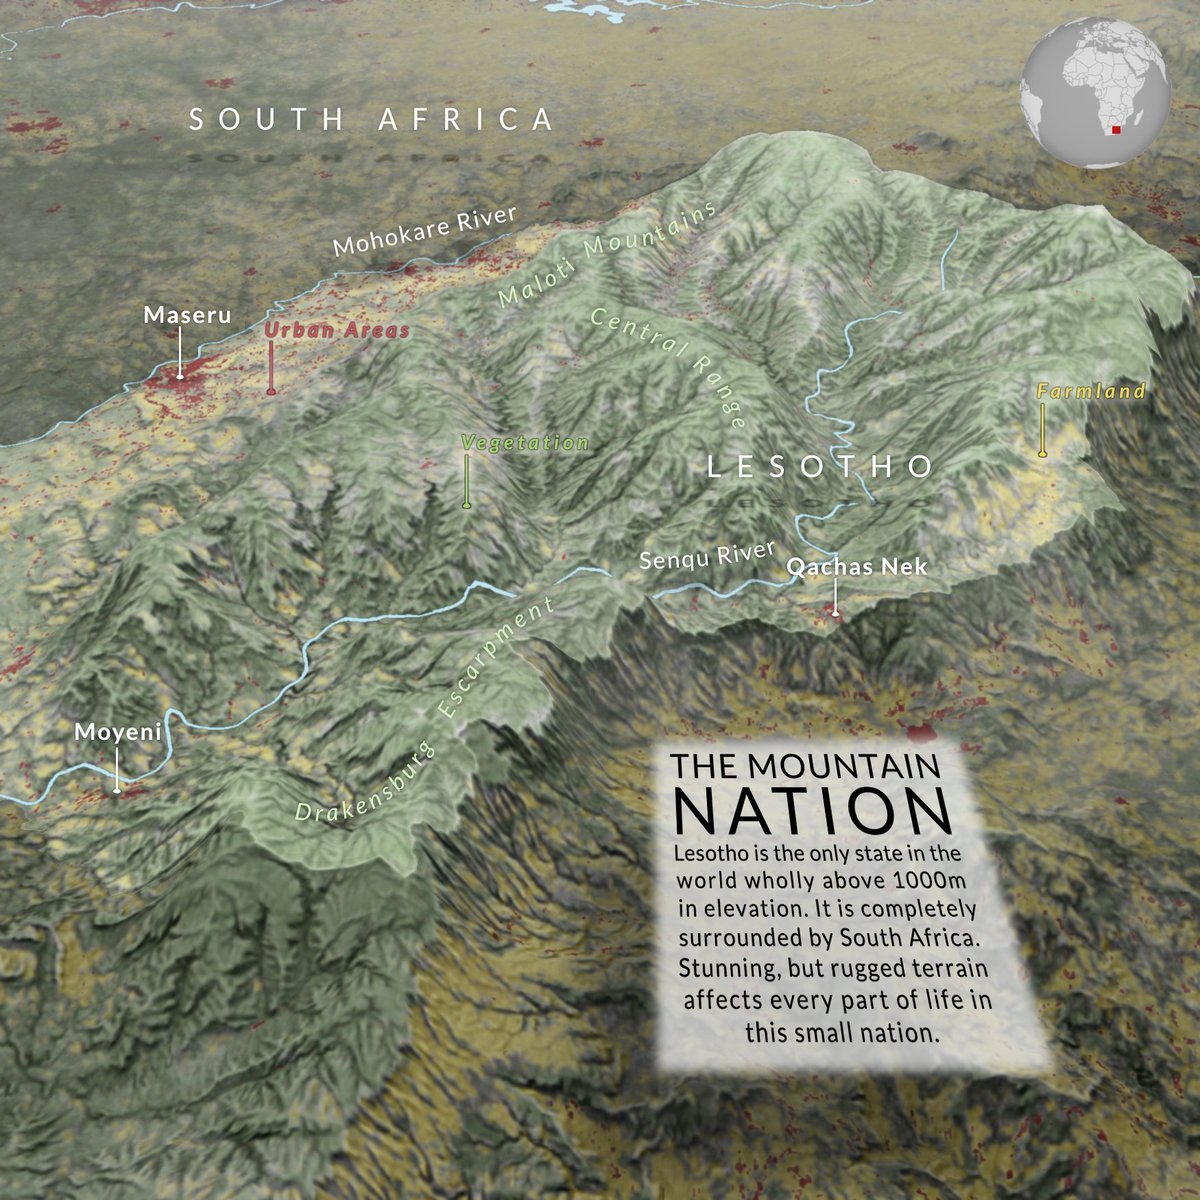 SOUTH AFRICA
Mohokare River
Maloti Mountains
Maseru
Urban Areas
Central Range
Farmland
Vegetation
LESOTHO
Senqu River
Qachas Nek
Drakensburg Escarpment
Moyeni
THE MOUNTAIN
NATION
Lesotho is the only state in the
world wholly above 1000m
in elevation. It is completely
surrounded by South Africa.
Stunning, but rugged terrain
affects every part of life in
this small nation.